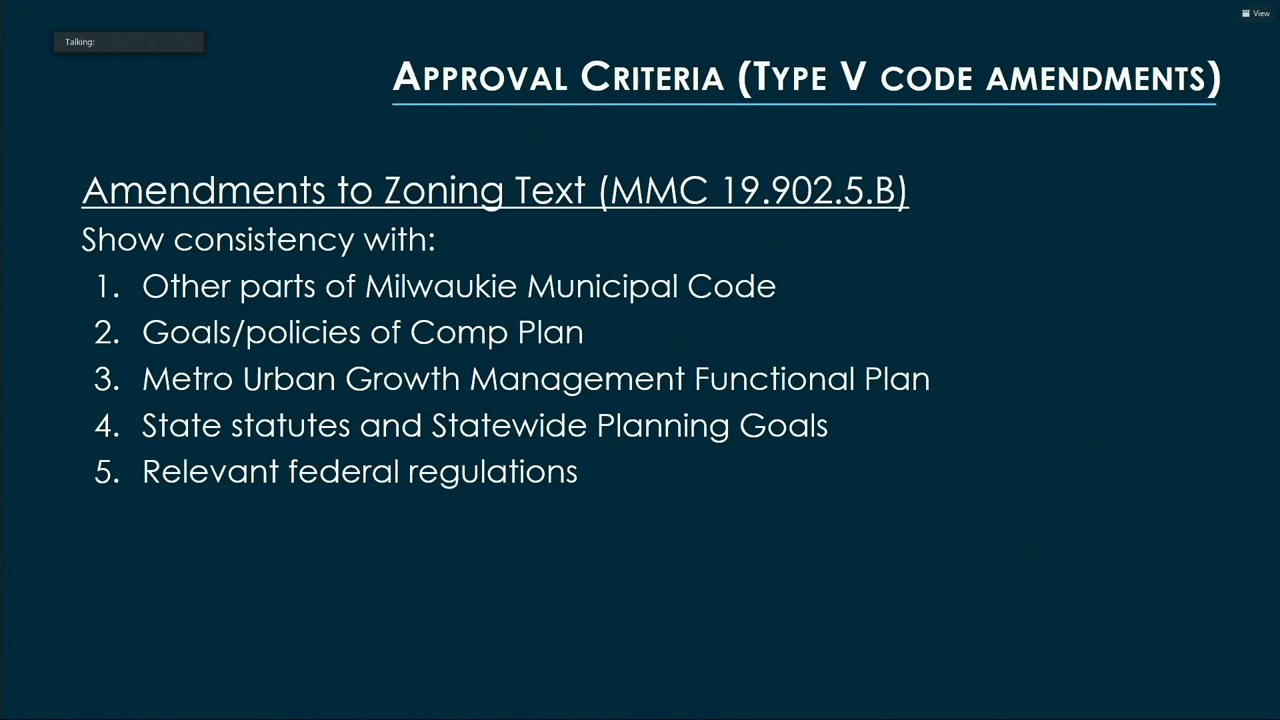 View
Talking:
APPROVAL CRITERIA (TYPE V CODE AMENDMENTS)
Amendments to Zoning Text (MMC 19.902.5.B)
Show consistency with:
1. Other parts of Milwaukie Municipal Code
2. Goals/policies of Comp Plan
3. Metro Urban Growth Management Functional Plan
4. State statutes and Statewide Planning Goals
5. Relevant federal regulations